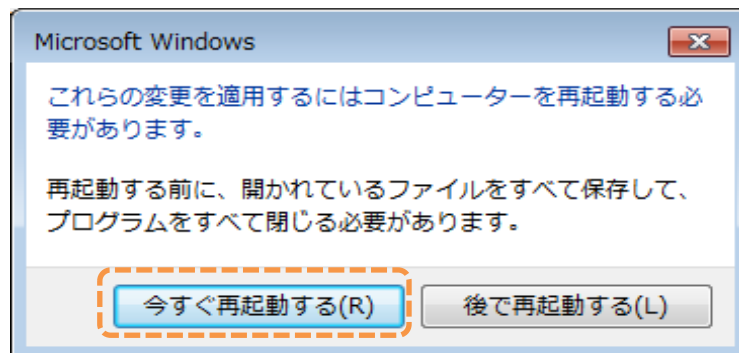 Microsoft Windows
これらの変更を適用するにはコンピューターを再起動する必
要があります。
再起動する前に、開かれているファイルをすべて保存して、
プログラムをすべて閉じる必要があります。
今すぐ再起動する(R)
後で再起動する(L)